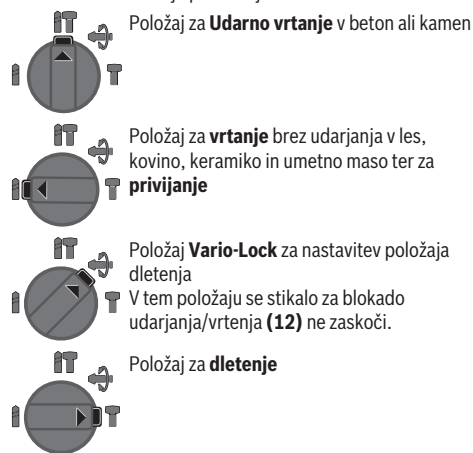 Položaj za Udarno vrtanje v beton ali kamen
Položaj za vrtanje brez udarjanja v les,
kovino, keramiko in umetno maso ter za
privijanje
Položaj Vario-Lock za nastavitev položaja
dletenja
V tem položaju se stikalo za blokado
udarjanja/vrtenja (12) ne zaskoči.
Položaj za dletenje